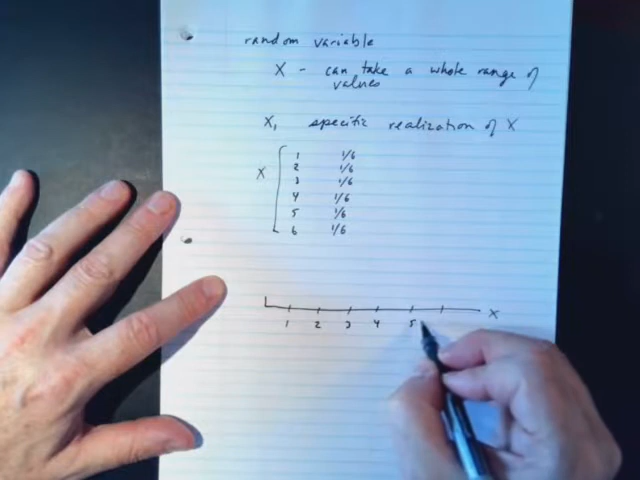 random variable
X - can take a whole range of
values
X, specific realization of X
1 1/6
2 1/6
X 3 1/6
4 1/6
5 1/6
6 1/6
X
1 2 3 4 5